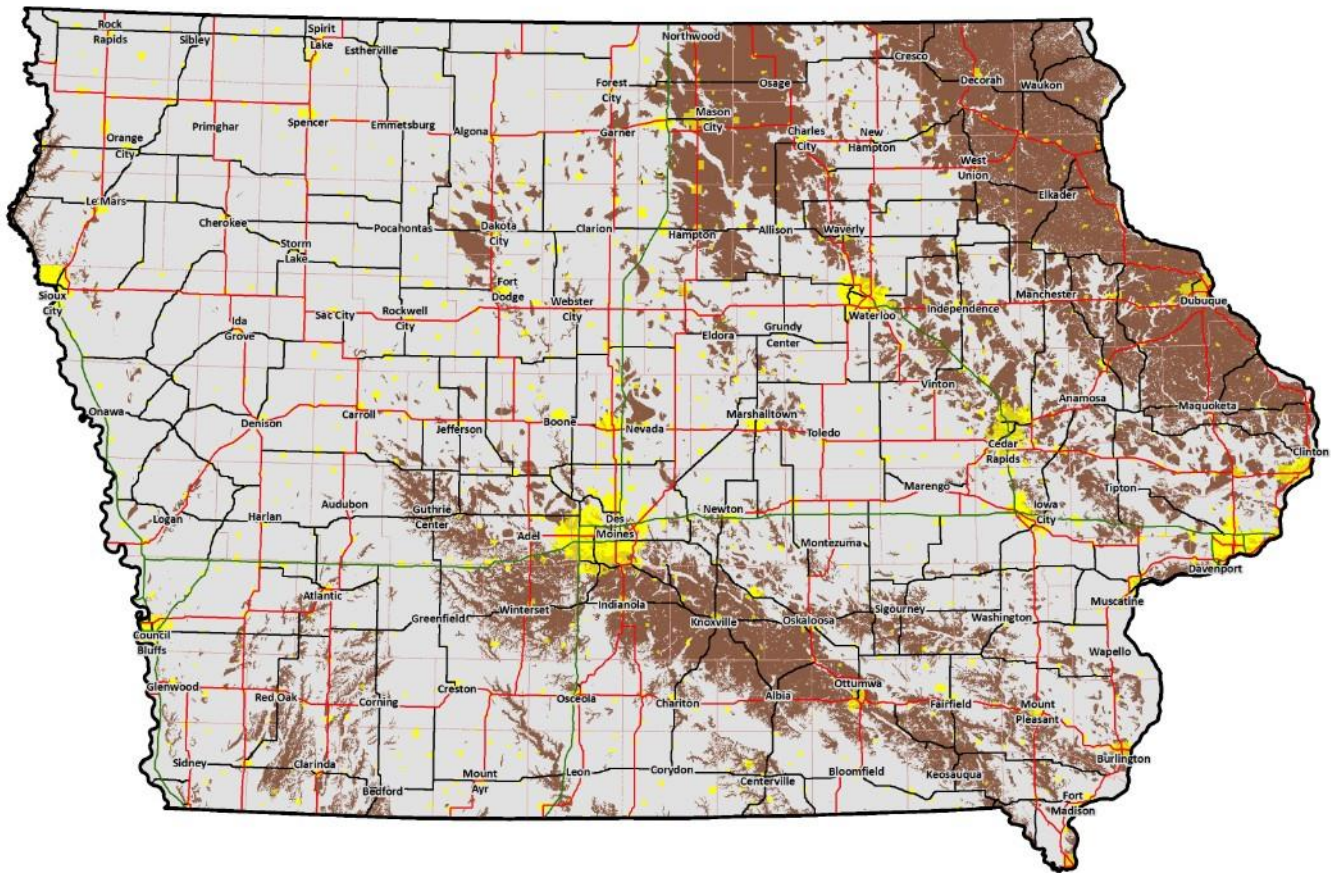 Rock
Rapids
Sibley
Spirit
Lake
Estherville
Northwood
Forest
City
Osage
Cresco
Decorah
Waukon
Orange
City
Primghar
Spencer
Emmetsburg
Algona
Garner
Mason
City
Charles
City
New
Hampton
West
Union
Elkader
Le Mars
Cherokee
Storm
Lake
Pocahontas
Dakota
City
Clarion
Hampton
Allison
Waverly
Sioux
City
Ida
Grove
Sac City
Rockwell
City
Fort
Dodge
Webster
City
Eldora
Grundy
Center
Waterloo
Independence
Manchester
Dubuque
Onawa
Denison
Carroll
Jefferson
Boone
Nevada
Marshalltown
Toledo
Vinton
Cedar
Rapids
Anamosa
Maquoketa
Clinton
Logan
Harlan
Audubon
Guthrie
Center
Adel
Des
Moines
Newton
Montezuma
Marengo
Iowa
City
Tipton
Davenport
Muscatine
Council
Bluffs
Atlantic
Greenfield
Winterset
Indianola
Knoxville
Oskaloosa
Sigourney
Washington
Wapello
Glenwood
Red Oak
Corning
Creston
Osceola
Chariton
Albia
Ottumwa
Fairfield
Mount
Pleasant
Burlington
Sidney
Clarinda
Bedford
Mount
Ayr
Leon
Corydon
Centerville
Bloomfield
Keosauqua
Fort
Madison